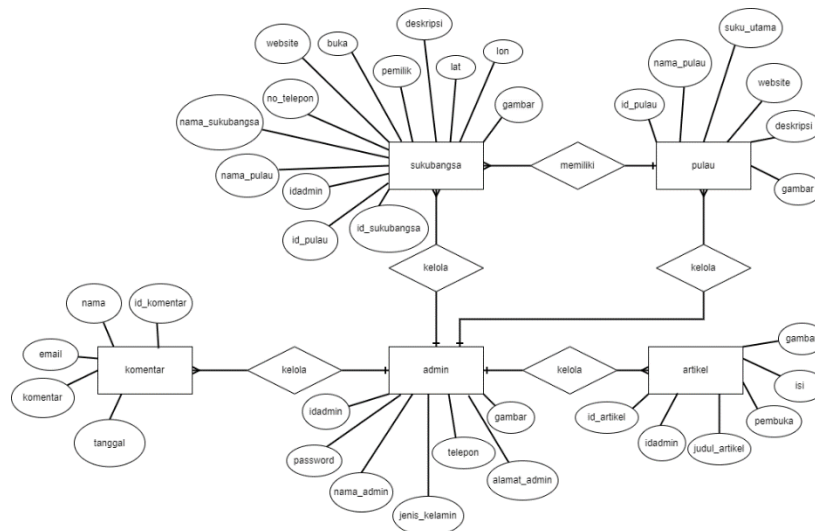 deskripsi
suku_utama
website
buka
lon
pemilik
lat
nama_pulau
website
no_telepon
gambar
id_pulau
nama_sukubangsa
deskripsi
sukubangsa
memiliki
pulau
nama_pulau
idadmin
gambar
id_pulau
id_sukubangsa
kelola
kelola
nama
id_komentar
gambar
email
komentar
kelola
admin
kelola
artikel
isi
komentar
idadmin
gambar
id_artikel
pembuka
tanggal
password
telepon
idadmin
judul_artikel
nama_admin
alamat_admin
jenis_kelamin